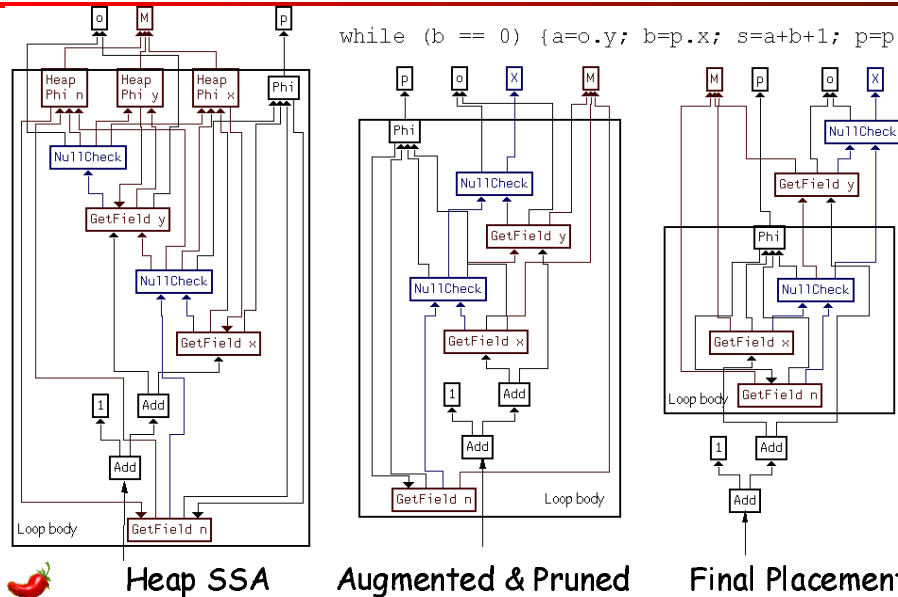 while (b == 0) {a=o.y; b=p.x; s=a+b+1; p=p
o
M
p
Heap
Phi n
Heap
Phi y
Heap
Phi x
Phi
NullCheck
GetField y
NullCheck
GetField x
1
Add
Add
Loop body
GetField n
Heap SSA
p
o
X
M
Phi
NullCheck
GetField y
NullCheck
GetField x
1
Add
Add
GetField n
Loop body
Augmented & Pruned
M
p
o
X
NullCheck
GetField y
Phi
NullCheck
GetField x
GetField n
Loop body
1
Add
Add
Final Placement